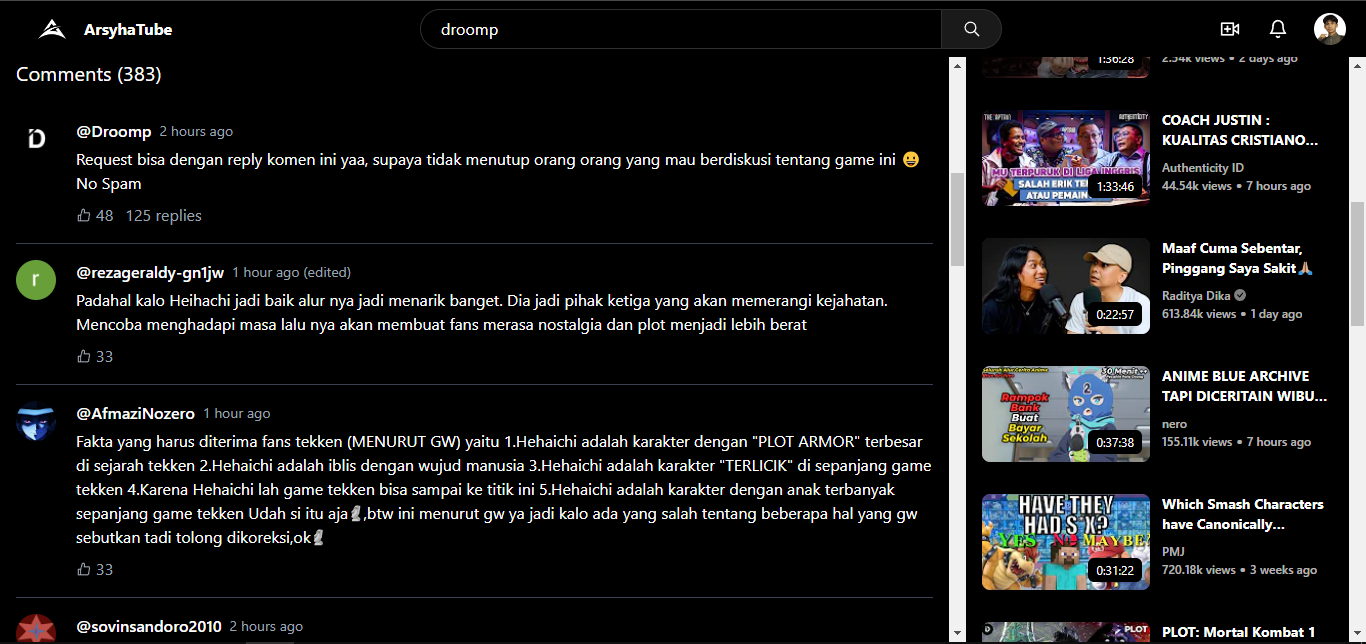 ArsyhaTube
droomp
Comments (383)
@Droomp 2 hours ago
Request bisa dengan reply komen ini yaa, supaya tidak menutup orang orang yang mau berdiskusi tentang game ini 😀
No Spam
48 125 replies
r
@rezageraldy-gn1jw 1 hour ago (edited)
Padahal kalo Heihachi jadi baik alur nya jadi menarik banget. Dia jadi pihak ketiga yang akan memerangi kejahatan.
Mencoba menghadapi masa lalu nya akan membuat fans merasa nostalgia dan plot menjadi lebih berat
33
@AfmaziNozero 1 hour ago
Fakta yang harus diterima fans tekken (MENURUT GW) yaitu 1.Hehaichi adalah karakter dengan "PLOT ARMOR" terbesar
di sejarah tekken 2.Hehaichi adalah iblis dengan wujud manusia 3.Hehaichi adalah karakter "TERLICIK" di sepanjang game
tekken 4.Karena Hehaichi lah game tekken bisa sampai ke titik ini 5.Hehaichi adalah karakter dengan anak terbanyak
sepanjang game tekken Udah si itu aja🗿,btw ini menurut gw ya jadi kalo ada yang salah tentang beberapa hal yang gw
sebutkan tadi tolong dikoreksi,ok🗿
33
@sovinsandoro2010 2 hours ago
1:36:28
2.54k views • 2 days ago
MU TERPURUK DI LIGA INGGRIS
SALAH ERIK TE
ATAU PEMAIN
1:33:46
COACH JUSTIN :
KUALITAS CRISTIANO...
Authenticity ID
44.54k views • 7 hours ago
0:22:57
Maaf Cuma Sebentar,
Pinggang Saya Sakit🙏🏽
Raditya Dika
613.84k views • 1 day ago
Seluruh Alur Cerita Anime
30 Menit++
Rampok
Bank
Buat
Bayar
Sekolah
2
0:37:38
ANIME BLUE ARCHIVE
TAPI DICERITAIN WIBU...
nero
155.11k views • 7 hours ago
HAVE THEY
HAD S*X?
YES NO MAYBE?
0:31:22
Which Smash Characters
have Canonically...
PMJ
720.18k views • 3 weeks ago
PLOT
PLOT: Mortal Kombat 1